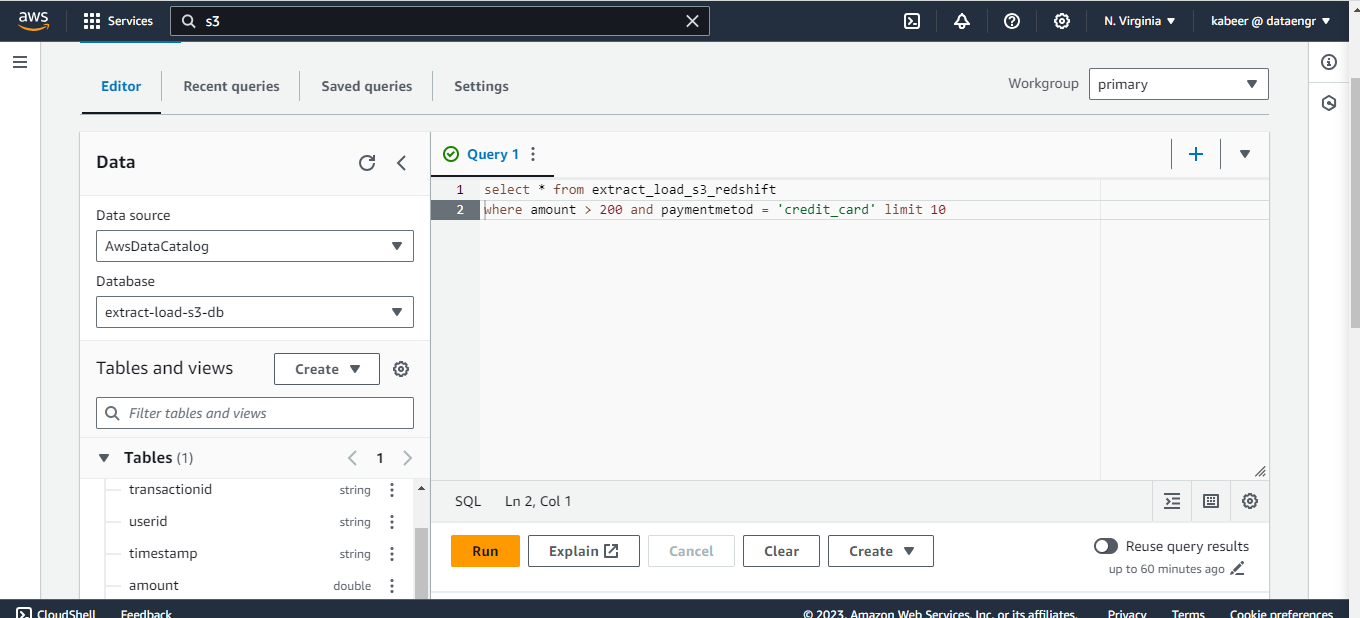 aws Services s3 N. Virginia kabeer @ dataengr
Editor Recent queries Saved queries Settings Workgroup primary
Data
Data source
AwsDataCatalog
Database
extract-load-s3-db
Tables and views Create
Filter tables and views
Tables (1) 1
transactionid string
userid string
timestamp string
amount double
Query 1
1 select * from extract_load_s3_redshift
2 where amount > 200 and paymentmetod = 'credit_card' limit 10
SQL Ln 2, Col 1
Run Explain Cancel Clear Create Reuse query results
up to 60 minutes ago
CloudShell Feedback © 2023, Amazon Web Services, Inc. or its affiliates. Privacy Terms Cookie preferences